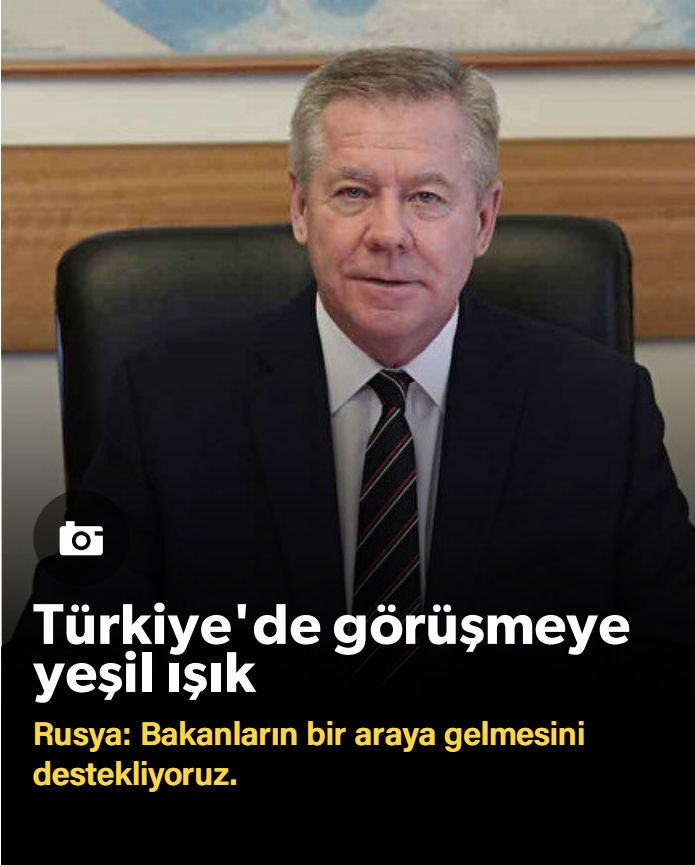 Türkiye'de görüşmeye
yeşil ışık
Rusya: Bakanların bir araya gelmesini
destekliyoruz.